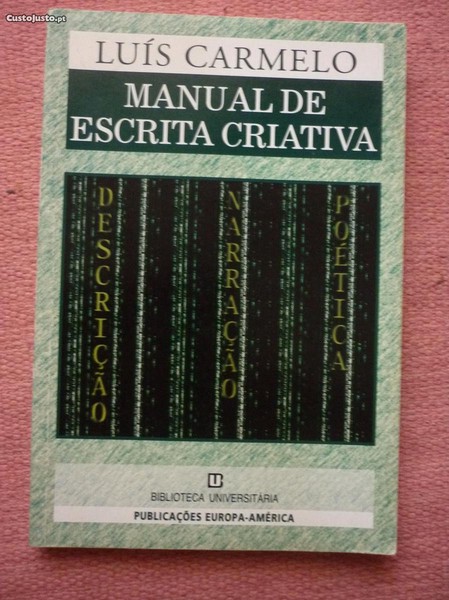 CustoJusto.pt
LUÍS CARMELO
MANUAL DE
ESCRITA CRIATIVA
DESCRIÇÃO
NARRAÇÃO
POÉTICA
BIBLIOTECA UNIVERSITÁRIA
PUBLICAÇÕES EUROPA-AMÉRICA